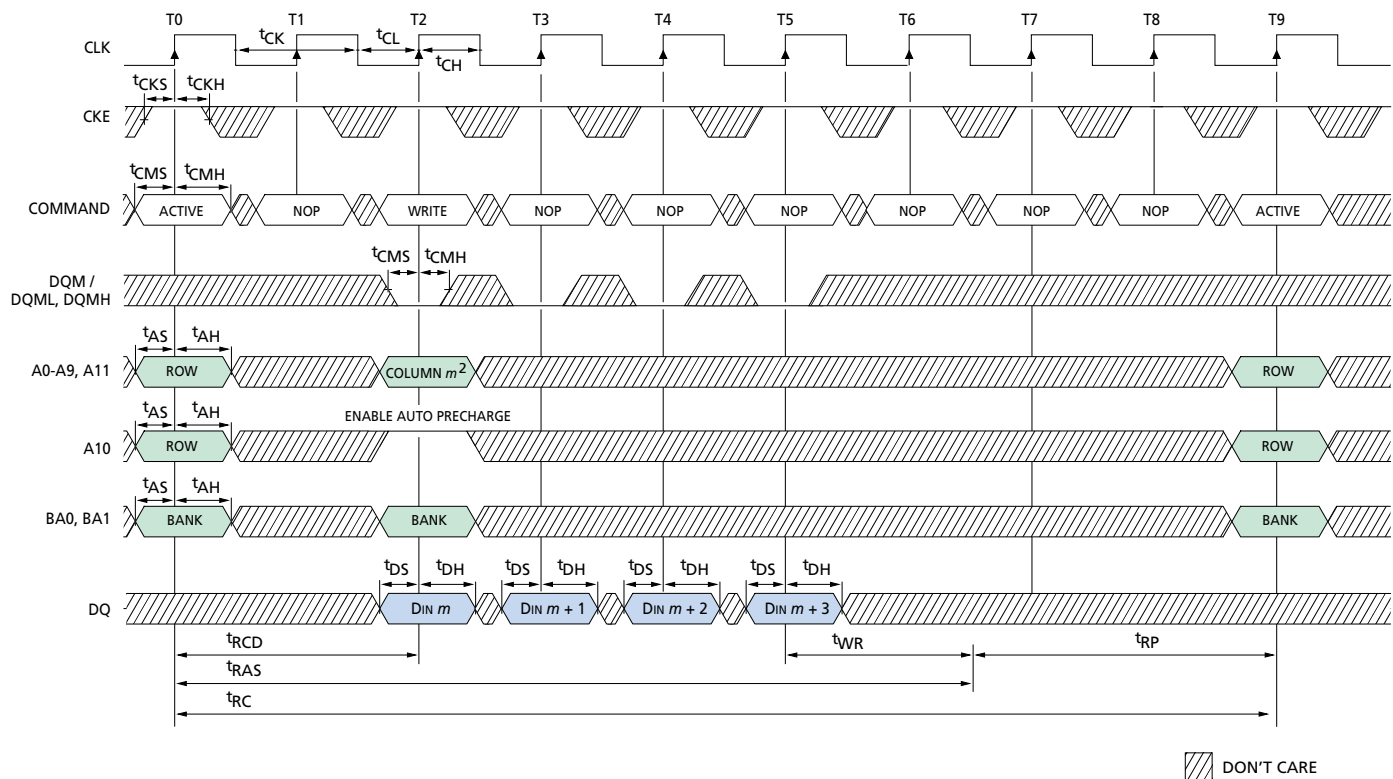 T0 T1 T2 T3 T4 T5 T6 T7 T8 T9
CLK tCK tCL tCH
tCKS tCKH
CKE
tCMS tCMH
COMMAND ACTIVE NOP WRITE NOP NOP NOP NOP NOP NOP ACTIVE
tCMS tCMH
DQM /
DQML, DQMH
tAS tAH
A0-A9, A11 ROW COLUMN m2 ROW
tAS tAH ENABLE AUTO PRECHARGE
A10 ROW ROW
tAS tAH
BA0, BA1 BANK BANK BANK
tDS tDH tDS tDH tDS tDH tDS tDH
DQ DIN m DIN m + 1 DIN m + 2 DIN m + 3
tRCD tWR tRP
tRAS
tRC
DON'T CARE